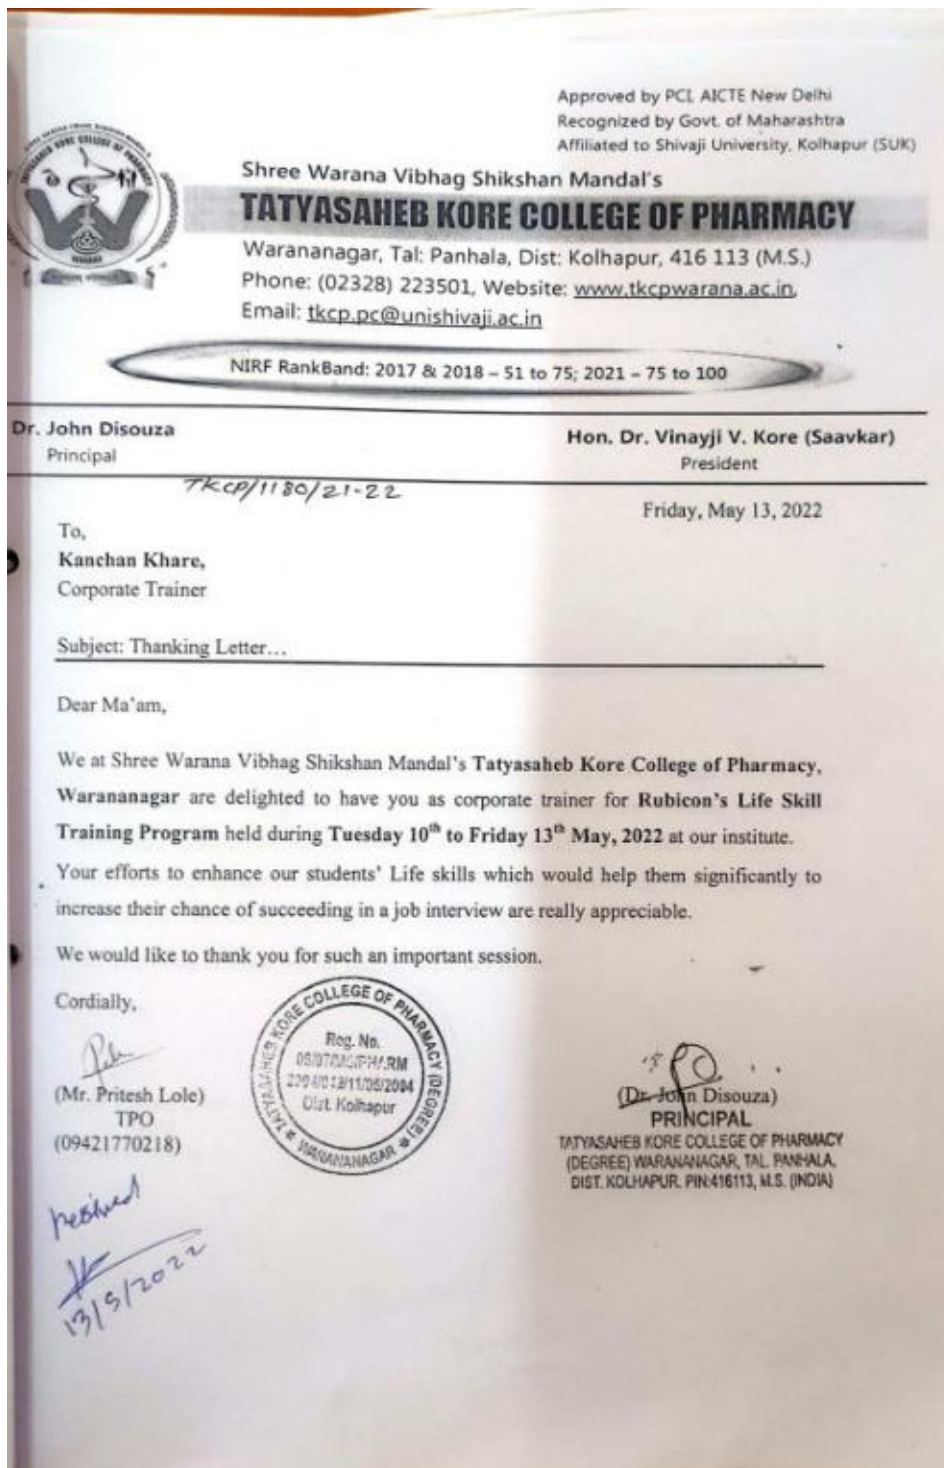 Approved by PCI, AICTE New Delhi
Recognized by Govt. of Maharashtra
Affiliated to Shivaji University, Kolhapur (SUK)
Shree Warana Vibhag Shikshan Mandal's
TATYASAHEB KORE COLLEGE OF PHARMACY
Warananagar, Tal: Panhala, Dist: Kolhapur, 416 113 (M.S.)
Phone: (02328) 223501, Website: www.tkcpwarana.ac.in,
Email: tkcp.pc@unishivaji.ac.in
NIRF RankBand: 2017 & 2018 – 51 to 75; 2021 – 75 to 100
Dr. John Disouza
Principal
Hon. Dr. Vinayji V. Kore (Saavkar)
President
TKCP/1180/21-22
Friday, May 13, 2022
To,
Kanchan Khare,
Corporate Trainer
Subject: Thanking Letter...
Dear Ma'am,
We at Shree Warana Vibhag Shikshan Mandal's Tatyasaheb Kore College of Pharmacy,
Warananagar are delighted to have you as corporate trainer for Rubicon's Life Skill
Training Program held during Tuesday 10th to Friday 13th May, 2022 at our institute.
Your efforts to enhance our students' Life skills which would help them significantly to
increase their chance of succeeding in a job interview are really appreciable.
We would like to thank you for such an important session.
Cordially,
(Mr. Pritesh Lole)
TPO
(09421770218)
TATYASAHEB KORE COLLEGE OF PHARMACY (DEGREE)
WARANANAGAR
Reg. No.
Dist. Kolhapur
(Dr. John Disouza)
PRINCIPAL
TATYASAHEB KORE COLLEGE OF PHARMACY
(DEGREE) WARANANAGAR, TAL. PANHALA,
DIST. KOLHAPUR. PIN:416113, M.S. (INDIA)
received
13/5/2022